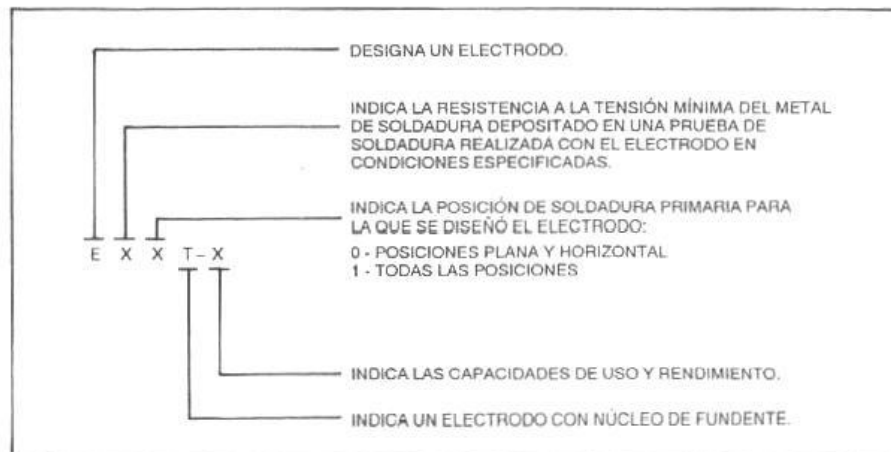 DESIGNA UN ELECTRODO.
INDICA LA RESISTENCIA A LA TENSIÓN MÍNIMA DEL METAL
DE SOLDADURA DEPOSITADO EN UNA PRUEBA DE
SOLDADURA REALIZADA CON EL ELECTRODO EN
CONDICIONES ESPECIFICADAS.
INDICA LA POSICIÓN DE SOLDADURA PRIMARIA PARA
LA QUE SE DISEÑÓ EL ELECTRODO:
0 - POSICIONES PLANA Y HORIZONTAL
1 - TODAS LAS POSICIONES
E X X T - X
INDICA LAS CAPACIDADES DE USO Y RENDIMIENTO.
INDICA UN ELECTRODO CON NÚCLEO DE FUNDENTE.